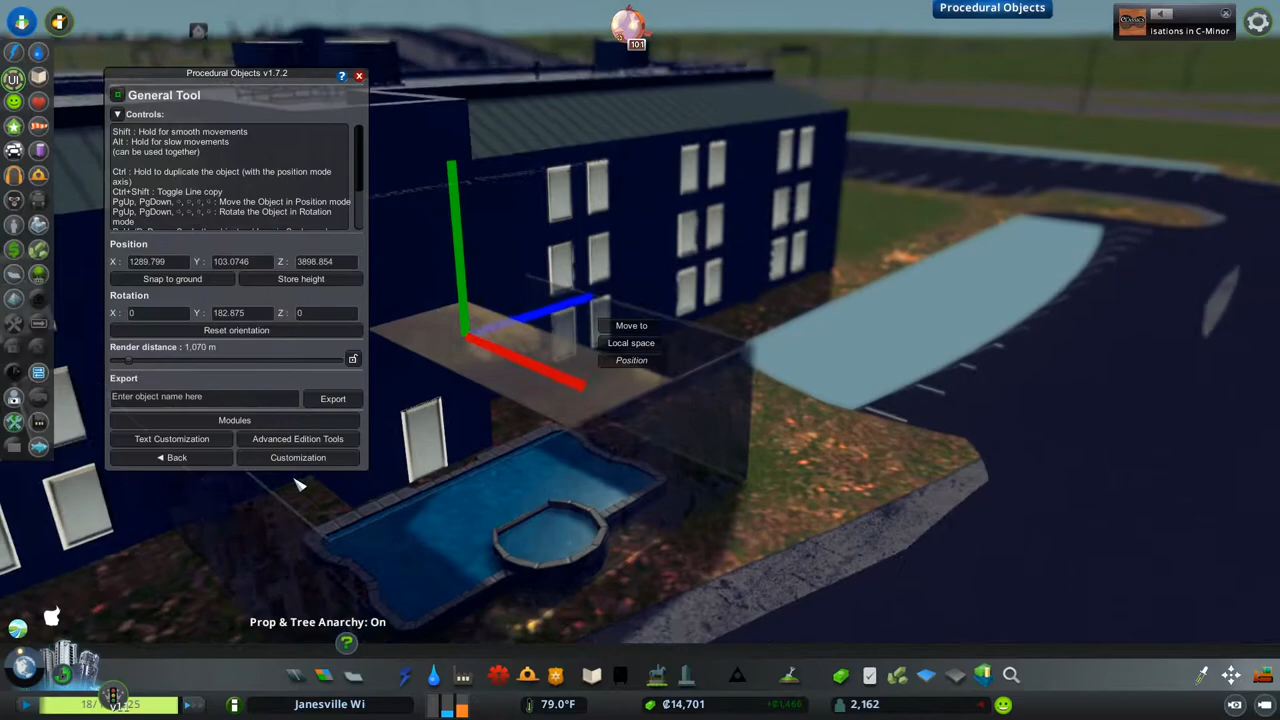 Procedural Objects
isations in C-Minor
10.1
Procedural Objects v1.7.2
?
General Tool
Controls:
Shift : Hold for smooth movements
Alt : Hold for slow movements
(can be used together)
Ctrl : Hold to duplicate the object (with the position mode
axis)
Ctrl+Shift : Toggle Line copy
PgUp, PgDown, : Move the Object in Position mode
PgUp, PgDown, : Rotate the Object in Rotation
mode
Position
X : 1289.799 Y : 103.0746 Z : 3898.854
Snap to ground Store height
Rotation
X : 0 Y : 182.875 Z : 0
Reset orientation
Render distance : 1,070 m
Export
Enter object name here Export
Modules
Text Customization Advanced Edition Tools
◀ Back Customization
Move to
Local space
Position
Prop & Tree Anarchy: On
?
Janesville Wi
79.0°F
₡14,701
+₡1,466
2,162